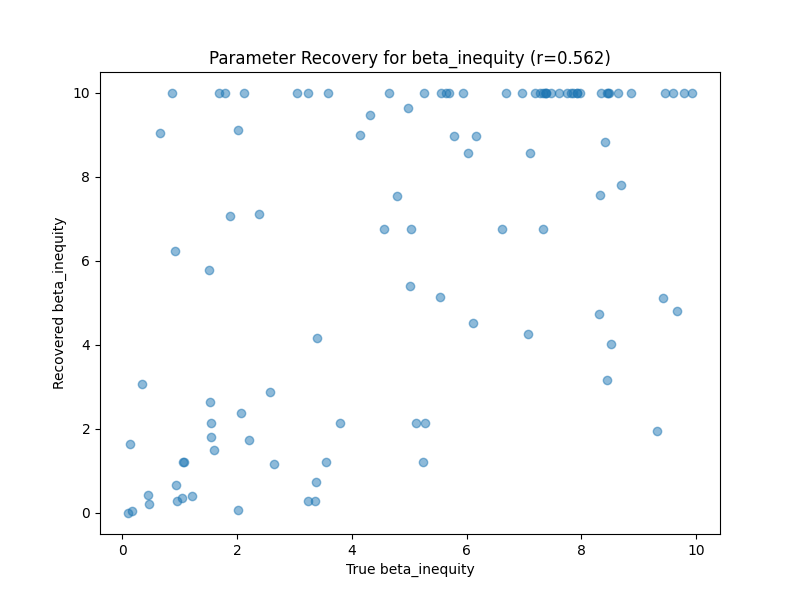 Parameter Recovery for beta_inequity (r=0.562)
Recovered beta_inequity
10
8
6
4
2
0
0 2 4 6 8 10
True beta_inequity